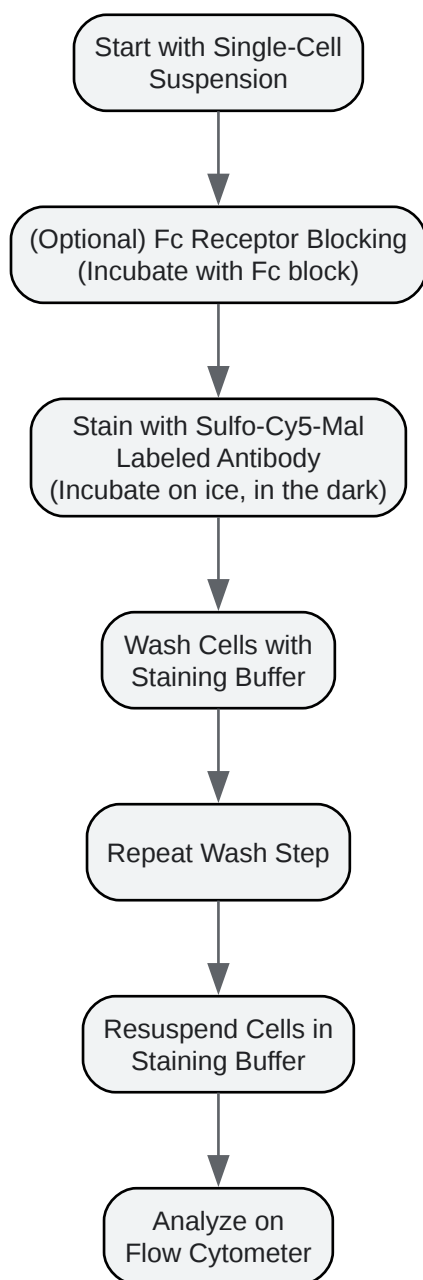 Start with Single-Cell
Suspension
(Optional) Fc Receptor Blocking
(Incubate with Fc block)
Stain with Sulfo-Cy5-Mal
Labeled Antibody
(Incubate on ice, in the dark)
Wash Cells with
Staining Buffer
Repeat Wash Step
Resuspend Cells in
Staining Buffer
Analyze on
Flow Cytometer